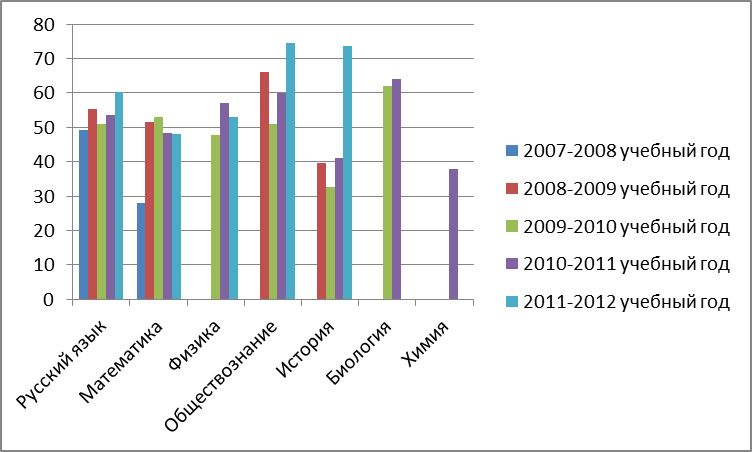 80
70
60
50
40
30
20
10
0
Русский язык
Математика
Физика
Обществознание
История
Биология
Химия
2007-2008 учебный год
2008-2009 учебный год
2009-2010 учебный год
2010-2011 учебный год
2011-2012 учебный год